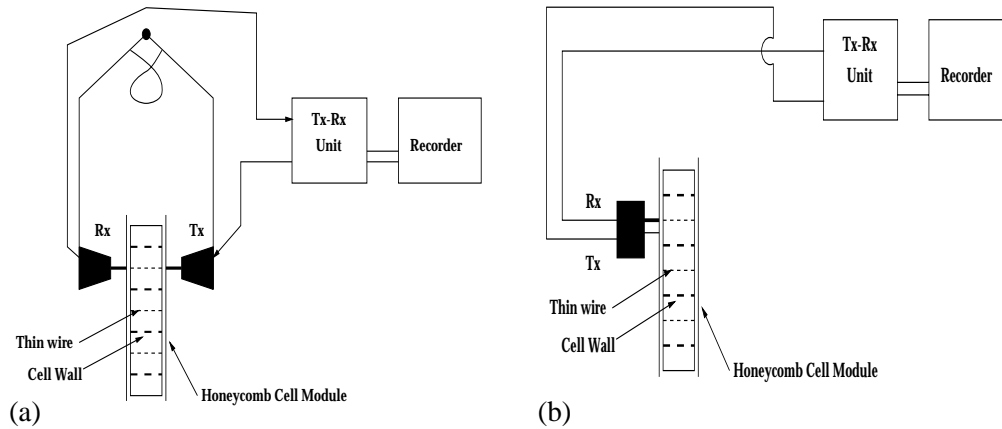 Tx-Rx
Unit
Recorder
Rx
Tx
Thin wire
Cell Wall
Honeycomb Cell Module
(a)
Tx-Rx
Unit
Recorder
Rx
Tx
Thin wire
Cell Wall
Honeycomb Cell Module
(b)